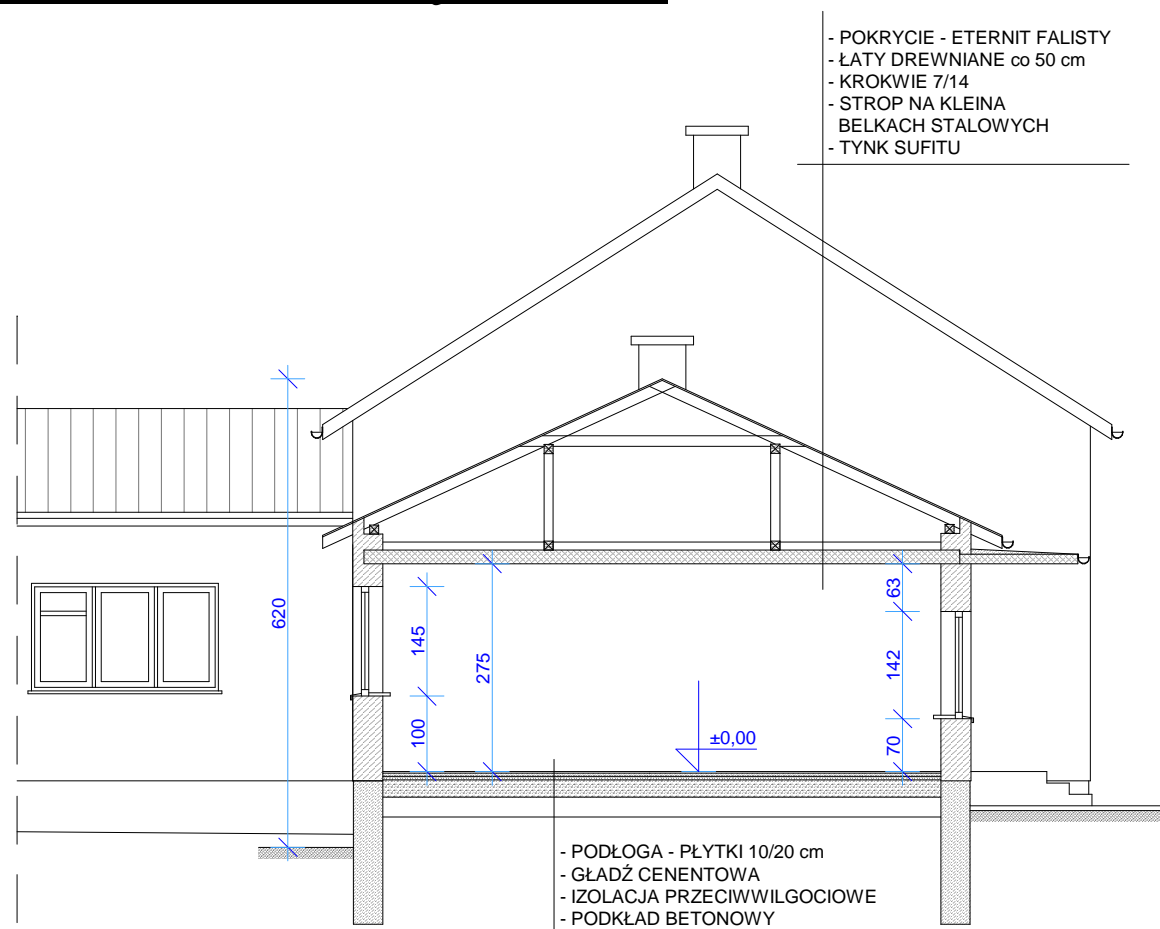 - POKRYCIE - ETERNIT FALISTY
- ŁATY DREWNIANE co 50 cm
- KROKWIE 7/14
- STROP NA KLEINA
BELKACH STALOWYCH
- TYNK SUFITU
620
145
100
275
63
142
70
±0,00
- PODŁOGA - PŁYTKI 10/20 cm
- GŁADŹ CENENTOWA
- IZOLACJA PRZECIWWILGOCIOWE
- PODKŁAD BETONOWY